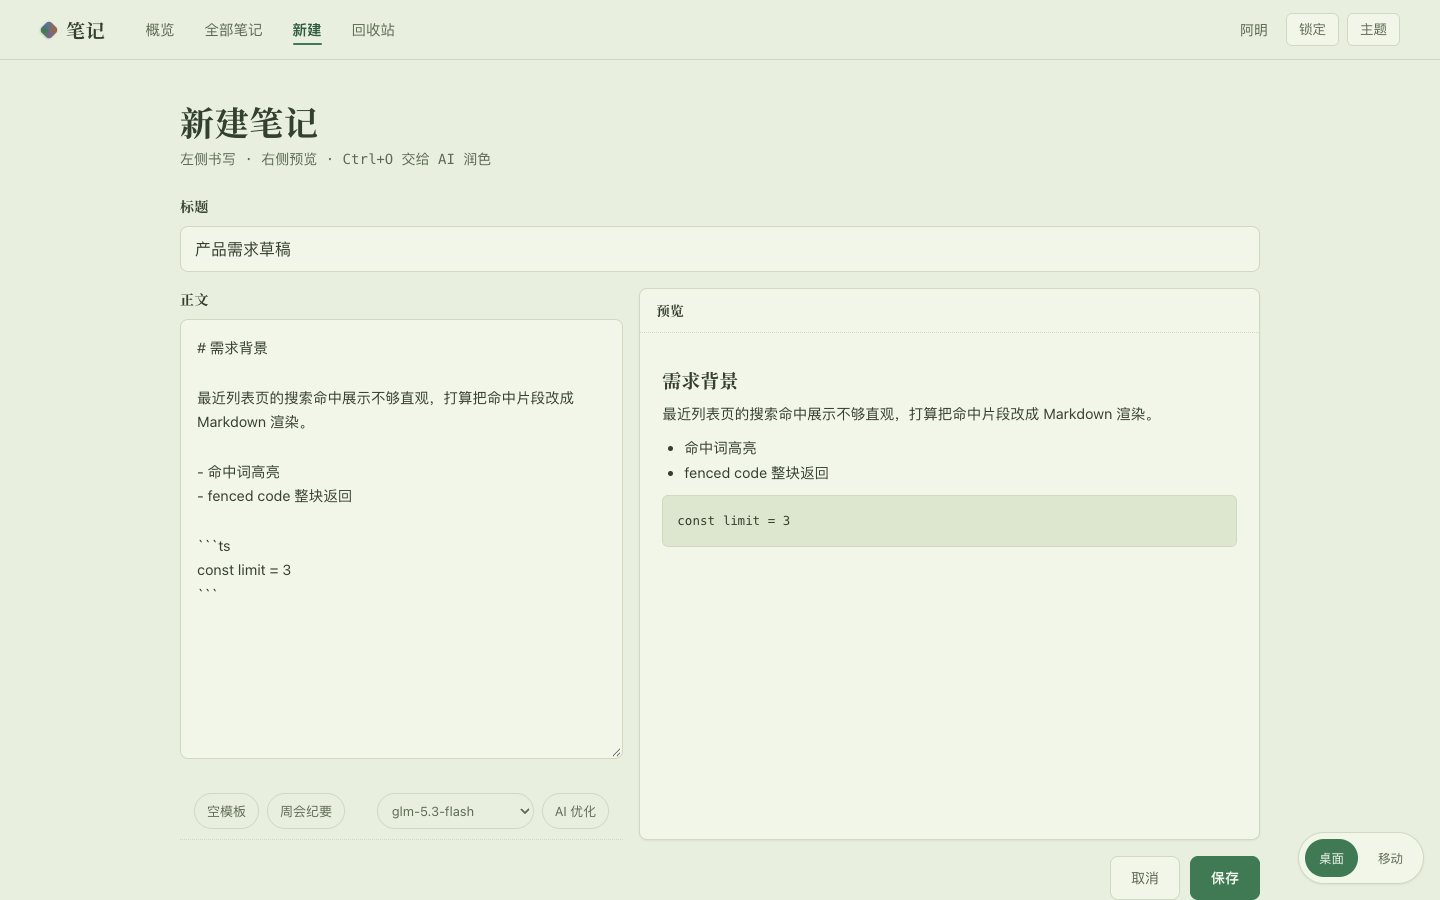 笔记
概览
全部笔记
新建
回收站
阿明
锁定
主题
新建笔记
左侧书写 · 右侧预览 · Ctrl+O 交给 AI 润色
标题
产品需求草稿
正文
# 需求背景
最近列表页的搜索命中展示不够直观，打算把命中片段改成
Markdown 渲染。
- 命中词高亮
- fenced code 整块返回
```ts
const limit = 3
```
空模板
周会纪要
glm-5.3-flash
AI 优化
预览
需求背景
最近列表页的搜索命中展示不够直观，打算把命中片段改成 Markdown 渲染。
• 命中词高亮
• fenced code 整块返回
const limit = 3
取消
保存
桌面
移动